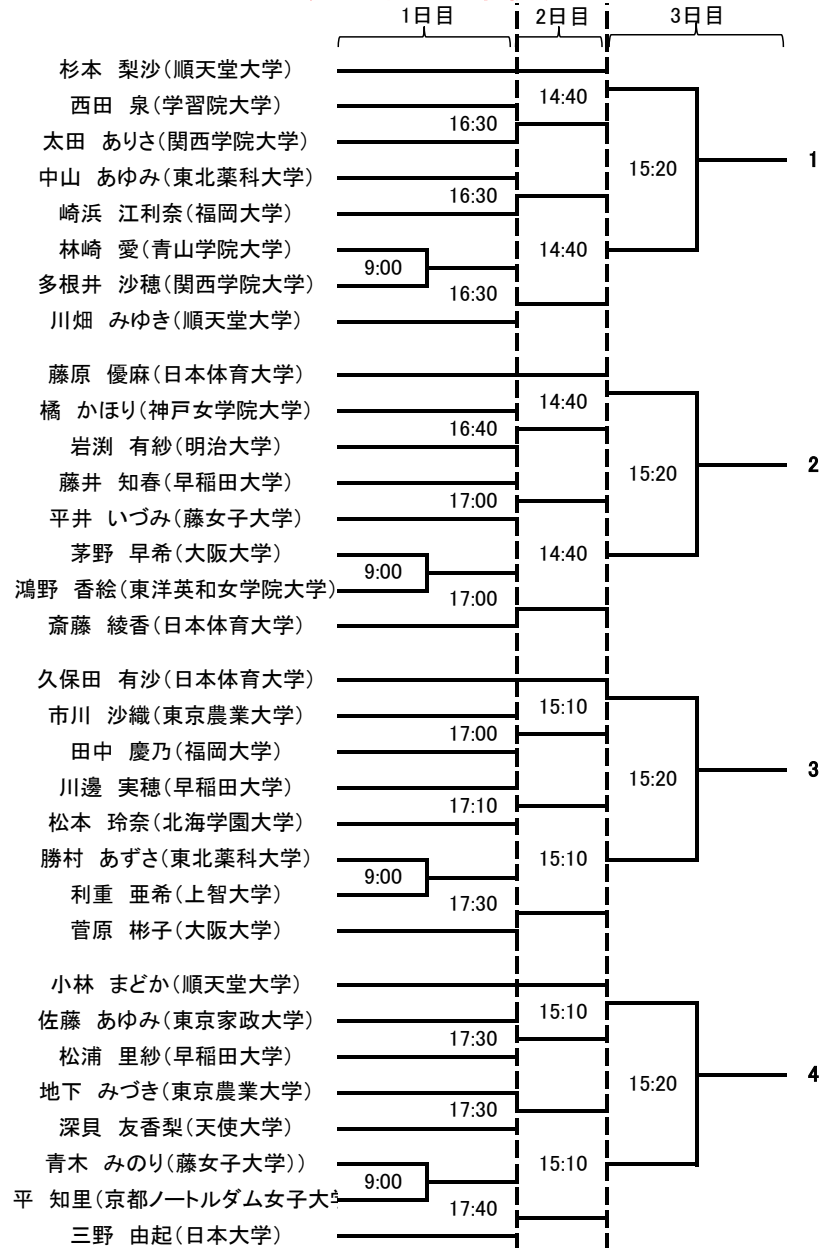 1日目 2日目 3日目
杉本 梨沙(順天堂大学)
14:40
西田 泉(学習院大学)
16:30
太田 ありさ(関西学院大学)
1
15:20
中山 あゆみ(東北薬科大学)
16:30
崎浜 江利奈(福岡大学)
林崎 愛(青山学院大学)
14:40
9:00
多根井 沙穂(関西学院大学)
16:30
川畑 みゆき(順天堂大学)
藤原 優麻(日本体育大学)
14:40
橘 かほり(神戸女学院大学)
16:40
岩渕 有紗(明治大学)
2
15:20
藤井 知春(早稲田大学)
17:00
平井 いづみ(藤女子大学)
茅野 早希(大阪大学)
14:40
9:00
鴻野 香絵(東洋英和女学院大学)
17:00
斎藤 綾香(日本体育大学)
久保田 有沙(日本体育大学)
15:10
市川 沙織(東京農業大学)
17:00
田中 慶乃(福岡大学)
3
15:20
川邊 実穂(早稲田大学)
17:10
松本 玲奈(北海学園大学)
勝村 あずさ(東北薬科大学)
15:10
9:00
利重 亜希(上智大学)
17:30
菅原 彬子(大阪大学)
小林 まどか(順天堂大学)
15:10
佐藤 あゆみ(東京家政大学)
17:30
松浦 里紗(早稲田大学)
4
15:20
地下 みづき(東京農業大学)
17:30
深貝 友香梨(天使大学)
青木 みのり(藤女子大学))
15:10
9:00
平 知里(京都ノートルダム女子大学
17:40
三野 由起(日本大学)